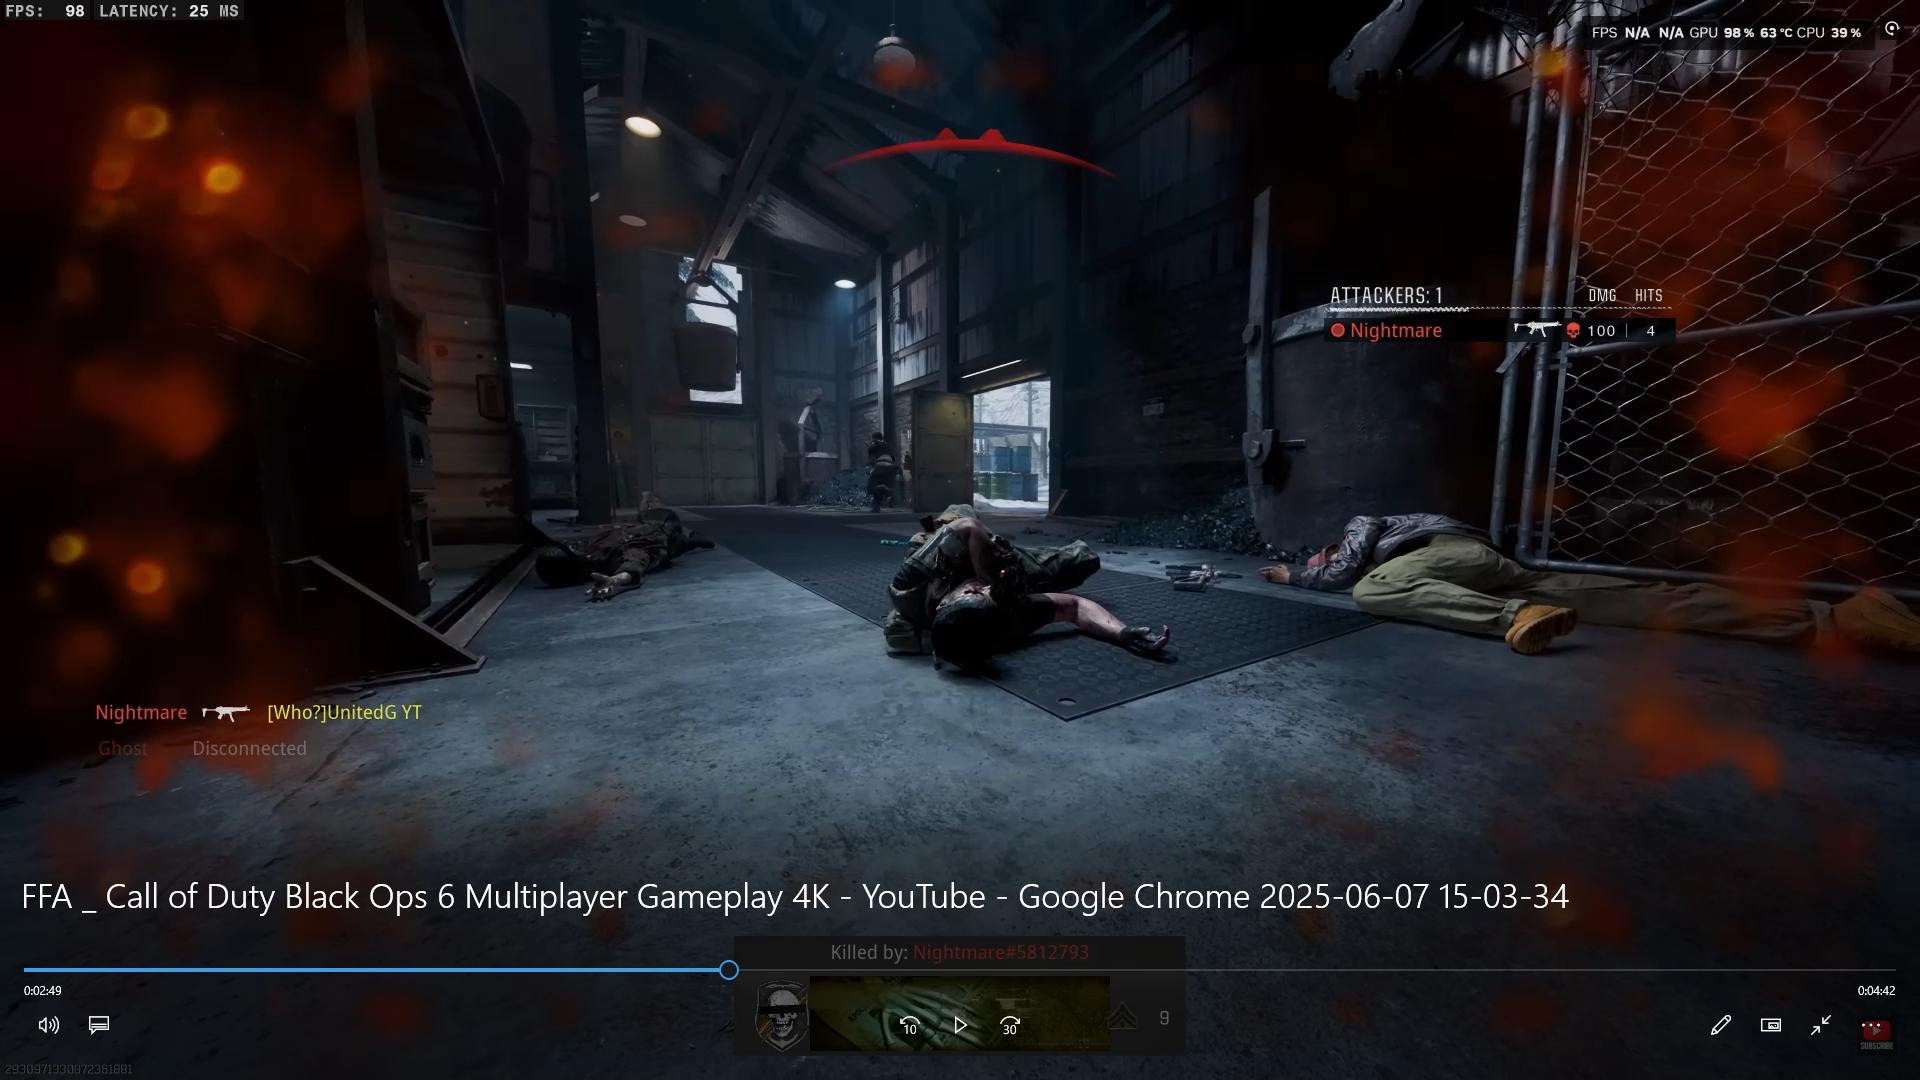 FPS: 98 LATENCY: 25 MS
FPS N/A N/A GPU 98% 63°C CPU 39%
ATTACKERS: 1 DMG HITS
Nightmare 100 4
Nightmare [Who?]UnitedG YT
Ghost Disconnected
FFA _ Call of Duty Black Ops 6 Multiplayer Gameplay 4K - YouTube - Google Chrome 2025-06-07 15-03-34
Killed by: Nightmare#5812793
0:02:49
0:04:42
10
30
9
SUBSCRIBE
2930971330872361881